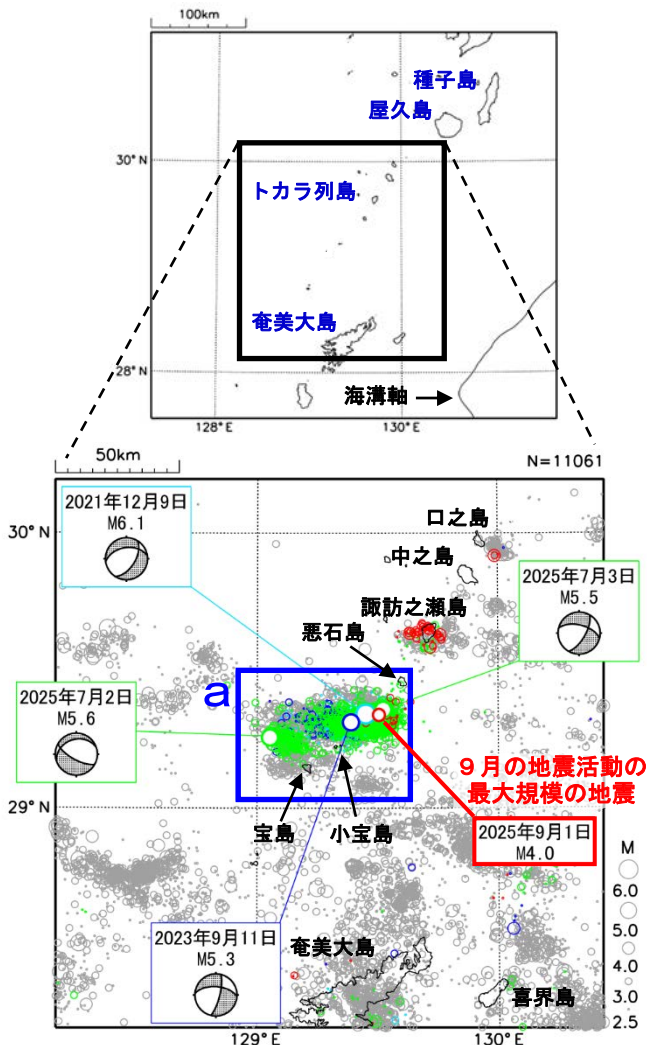 100km
種子島
屋久島
30°N
トカラ列島
奄美大島
28°N
海溝軸
128°E
130°E
50km
N=11061
2021年12月9日
M6.1
30°N
口之島
中之島
2025年7月3日
M5.5
諏訪之瀬島
悪石島
a
2025年7月2日
M5.6
9月の地震活動の
最大規模の地震
29°N
宝島
小宝島
2025年9月1日
M4.0
M
6.0
5.0
4.0
3.0
2.5
2023年9月11日
M5.3
奄美大島
喜界島
129°E
130°E